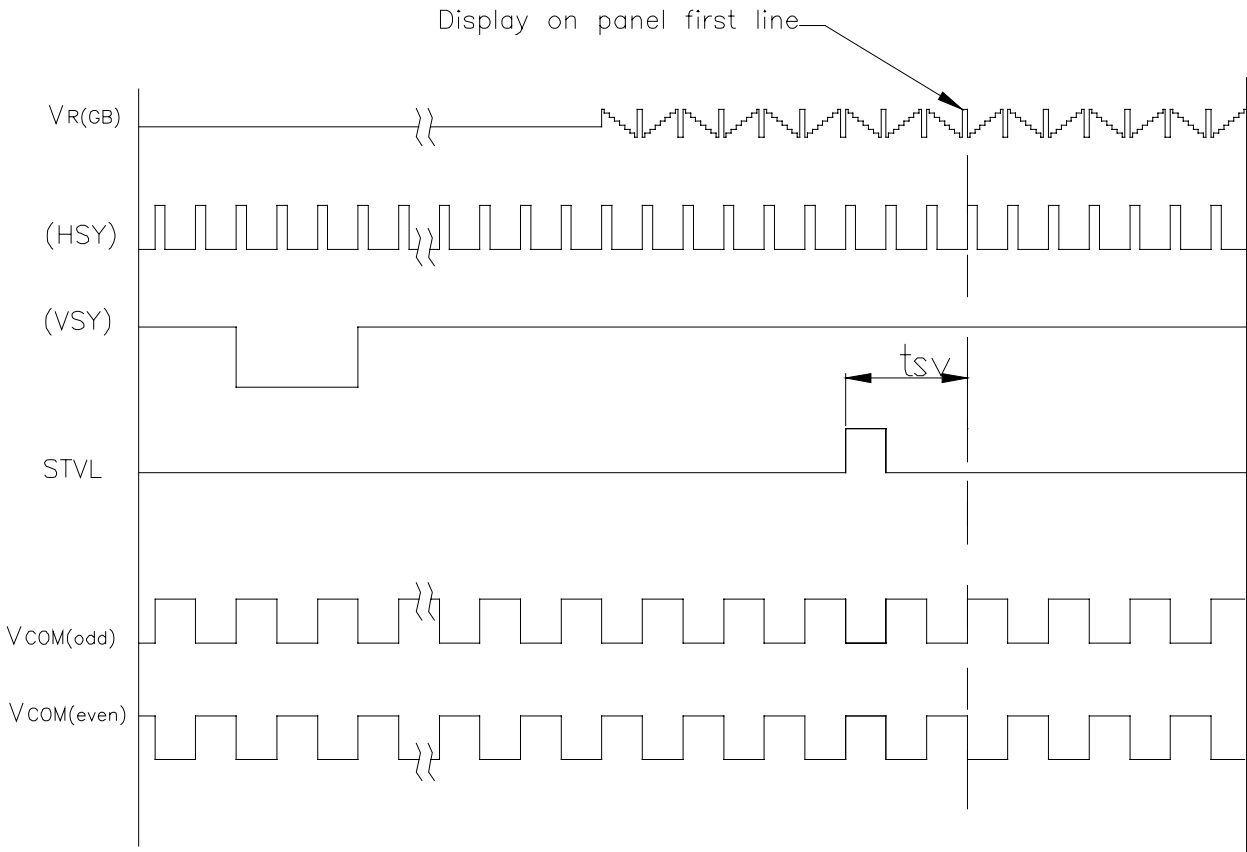 Display on panel first line
VR(GB)
(HSY)
(VSY)
tsv
STVL
VCOM(odd)
VCOM(even)